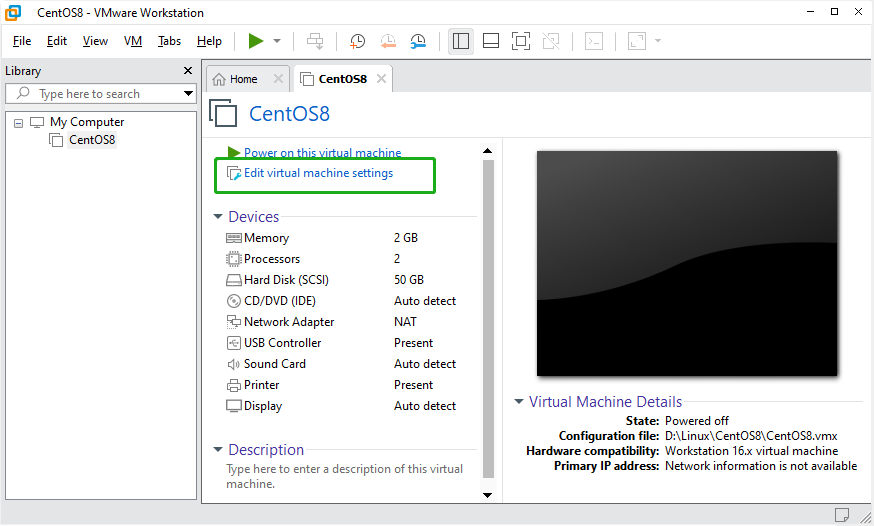 CentOS8 - VMware Workstation
File Edit View VM Tabs Help
Library
Type here to search
My Computer
CentOS8
Home
CentOS8
CentOS8
Power on this virtual machine
Edit virtual machine settings
Devices
Memory 2 GB
Processors 2
Hard Disk (SCSI) 50 GB
CD/DVD (IDE) Auto detect
Network Adapter NAT
USB Controller Present
Sound Card Auto detect
Printer Present
Display Auto detect
Description
Type here to enter a description of this virtual
machine.
Virtual Machine Details
State: Powered off
Configuration file: D:\Linux\CentOS8\CentOS8.vmx
Hardware compatibility: Workstation 16.x virtual machine
Primary IP address: Network information is not available